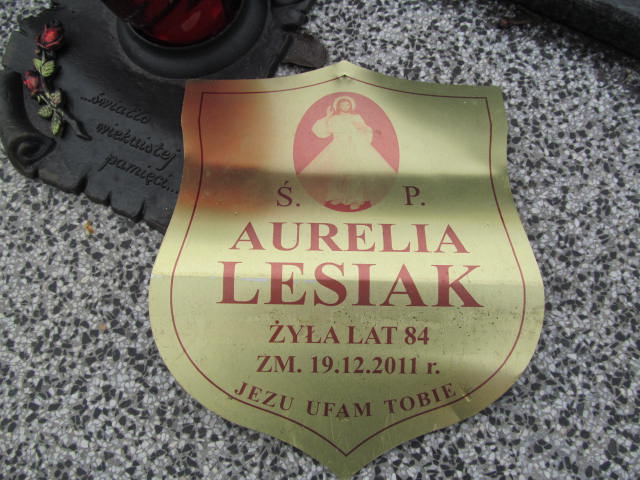 ...światło
wiekuistej
pamięci...
Ś. P.
AURELIA
LESIAK
ŻYŁA LAT 84
ZM. 19.12.2011 r.
JEZU UFAM TOBIE